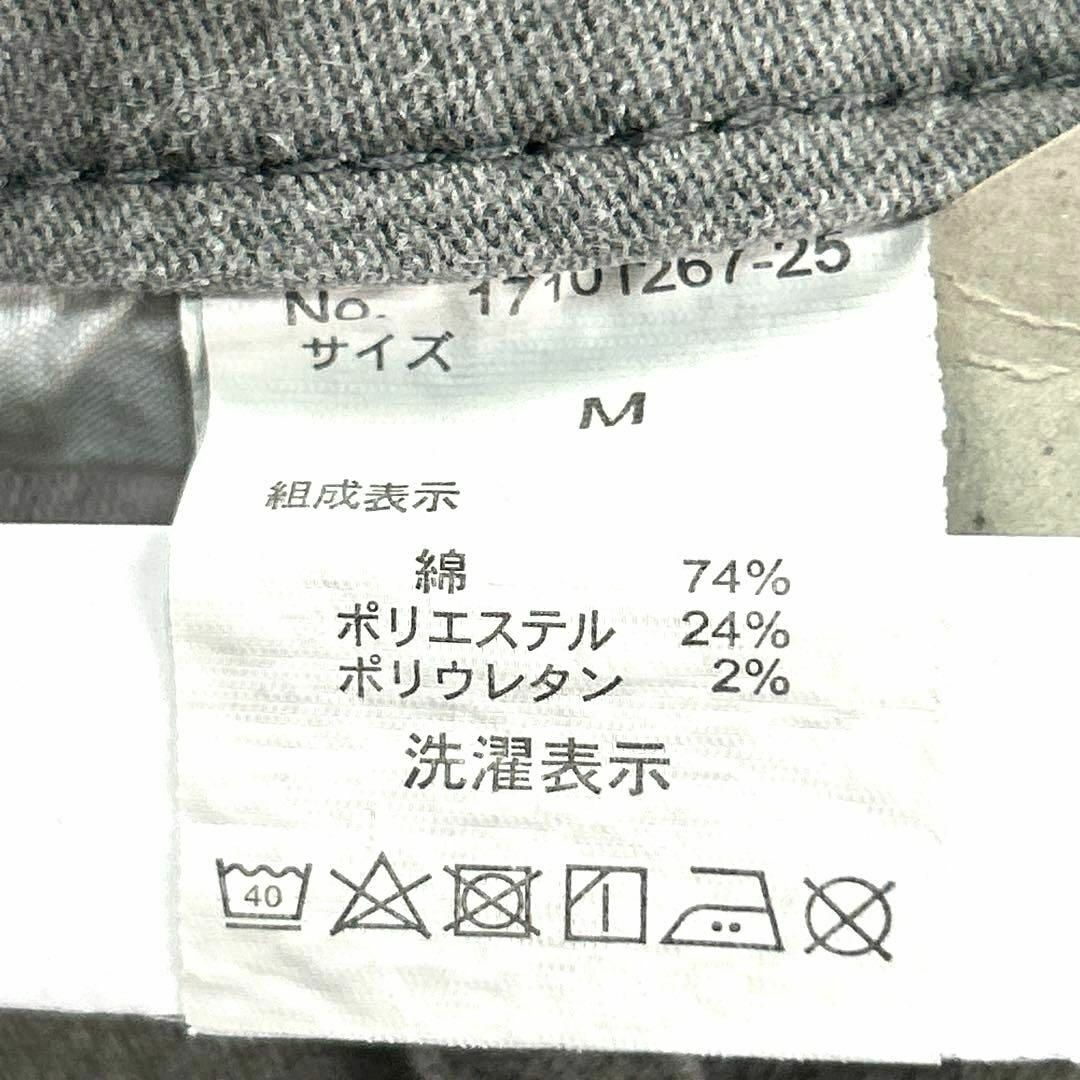 No. 17101267-25
サイズ
M
組成表示
綿 74%
ポリエステル 24%
ポリウレタン 2%
洗濯表示
40